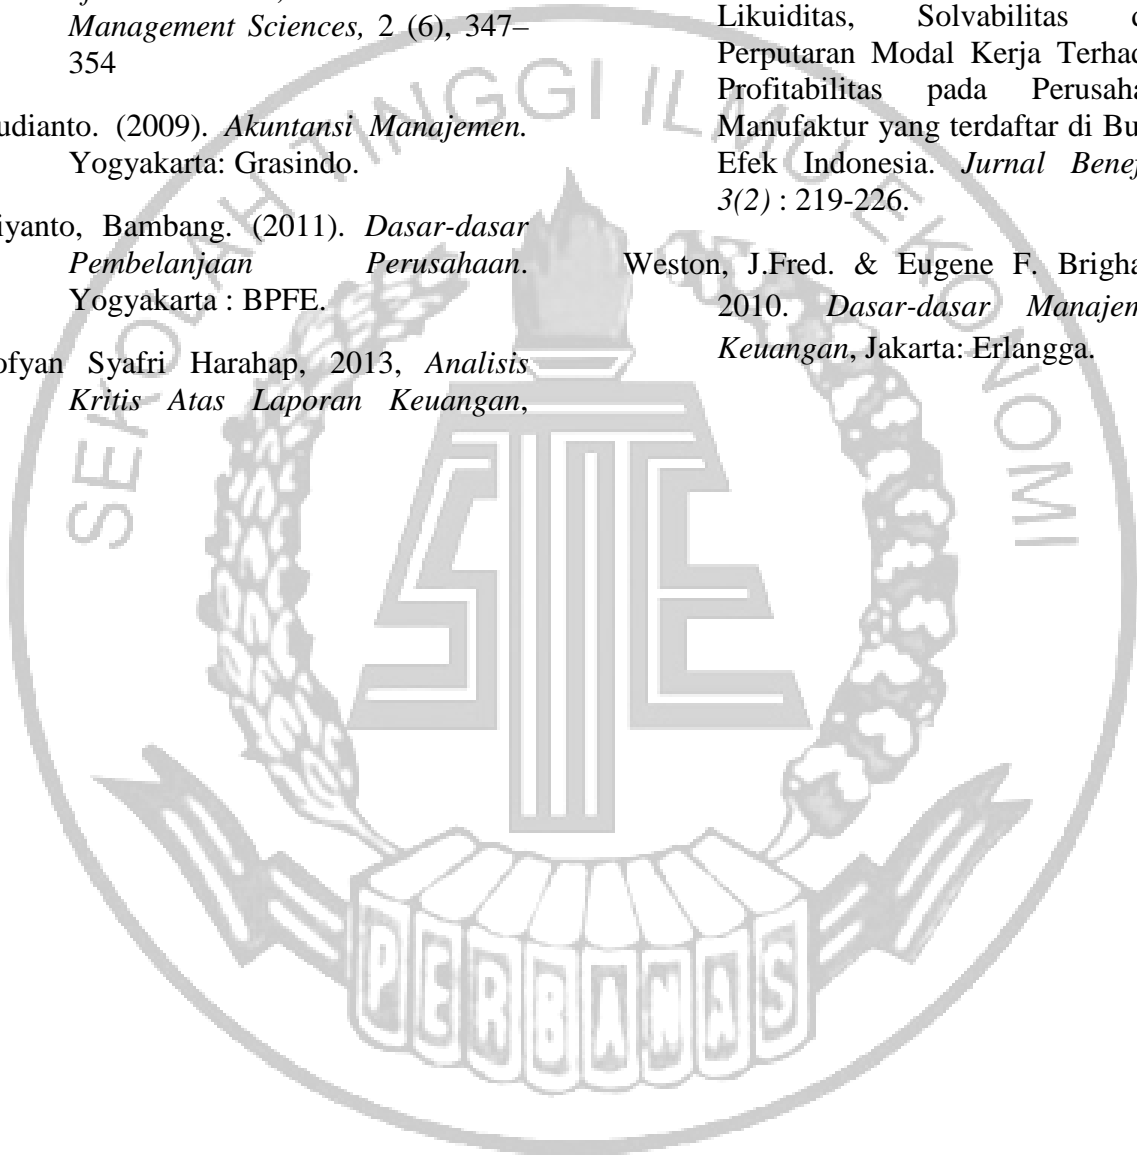 Management Sciences, 2 (6), 347–
354
udianto. (2009). Akuntansi Manajemen.
Yogyakarta: Grasindo.
iyanto, Bambang. (2011). Dasar-dasar
Pembelanjaan Perusahaan.
Yogyakarta : BPFE.
ofyan Syafri Harahap, 2013, Analisis
Kritis Atas Laporan Keuangan,
Likuiditas, Solvabilitas
Perputaran Modal Kerja Terhad
Profitabilitas pada Perusaha
Manufaktur yang terdaftar di Bu
Efek Indonesia. Jurnal Benef
3(2) : 219-226.
Weston, J.Fred. & Eugene F. Brigha
2010. Dasar-dasar Manajem
Keuangan, Jakarta: Erlangga.
SEKOLAH TINGGI ILMU EKONOMI
STIE
PERBANAS